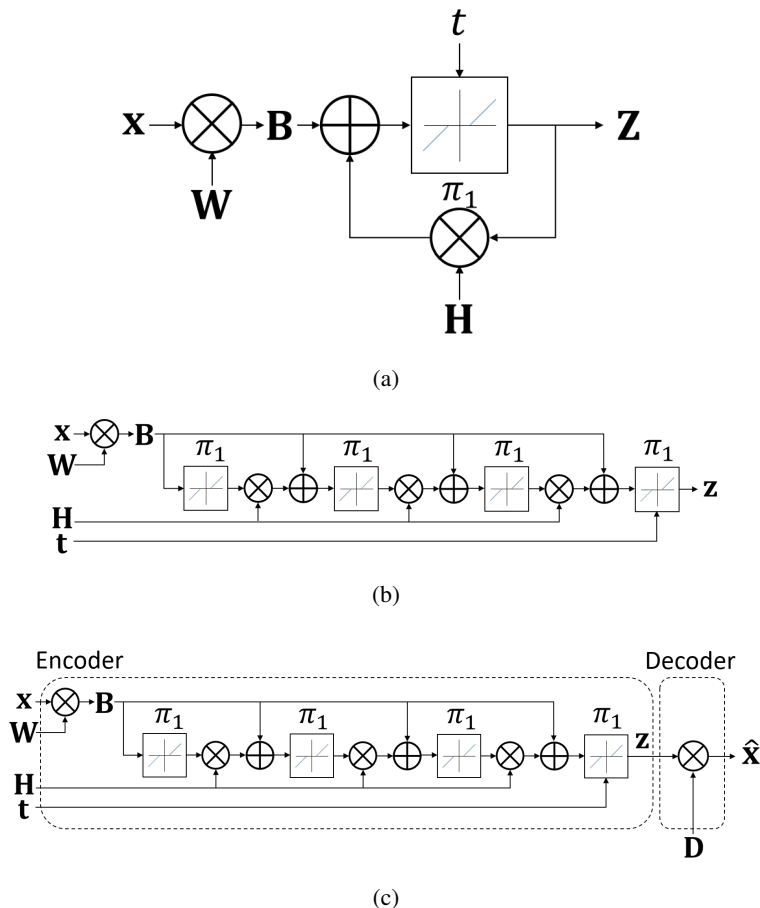 t
x B Z
W
π₁
H
(a)
x B
W
π₁ π₁ π₁ π₁
z
H
t
(b)
Encoder Decoder
x B
W
π₁ π₁ π₁ π₁
z x̂
H
t
D
(c)